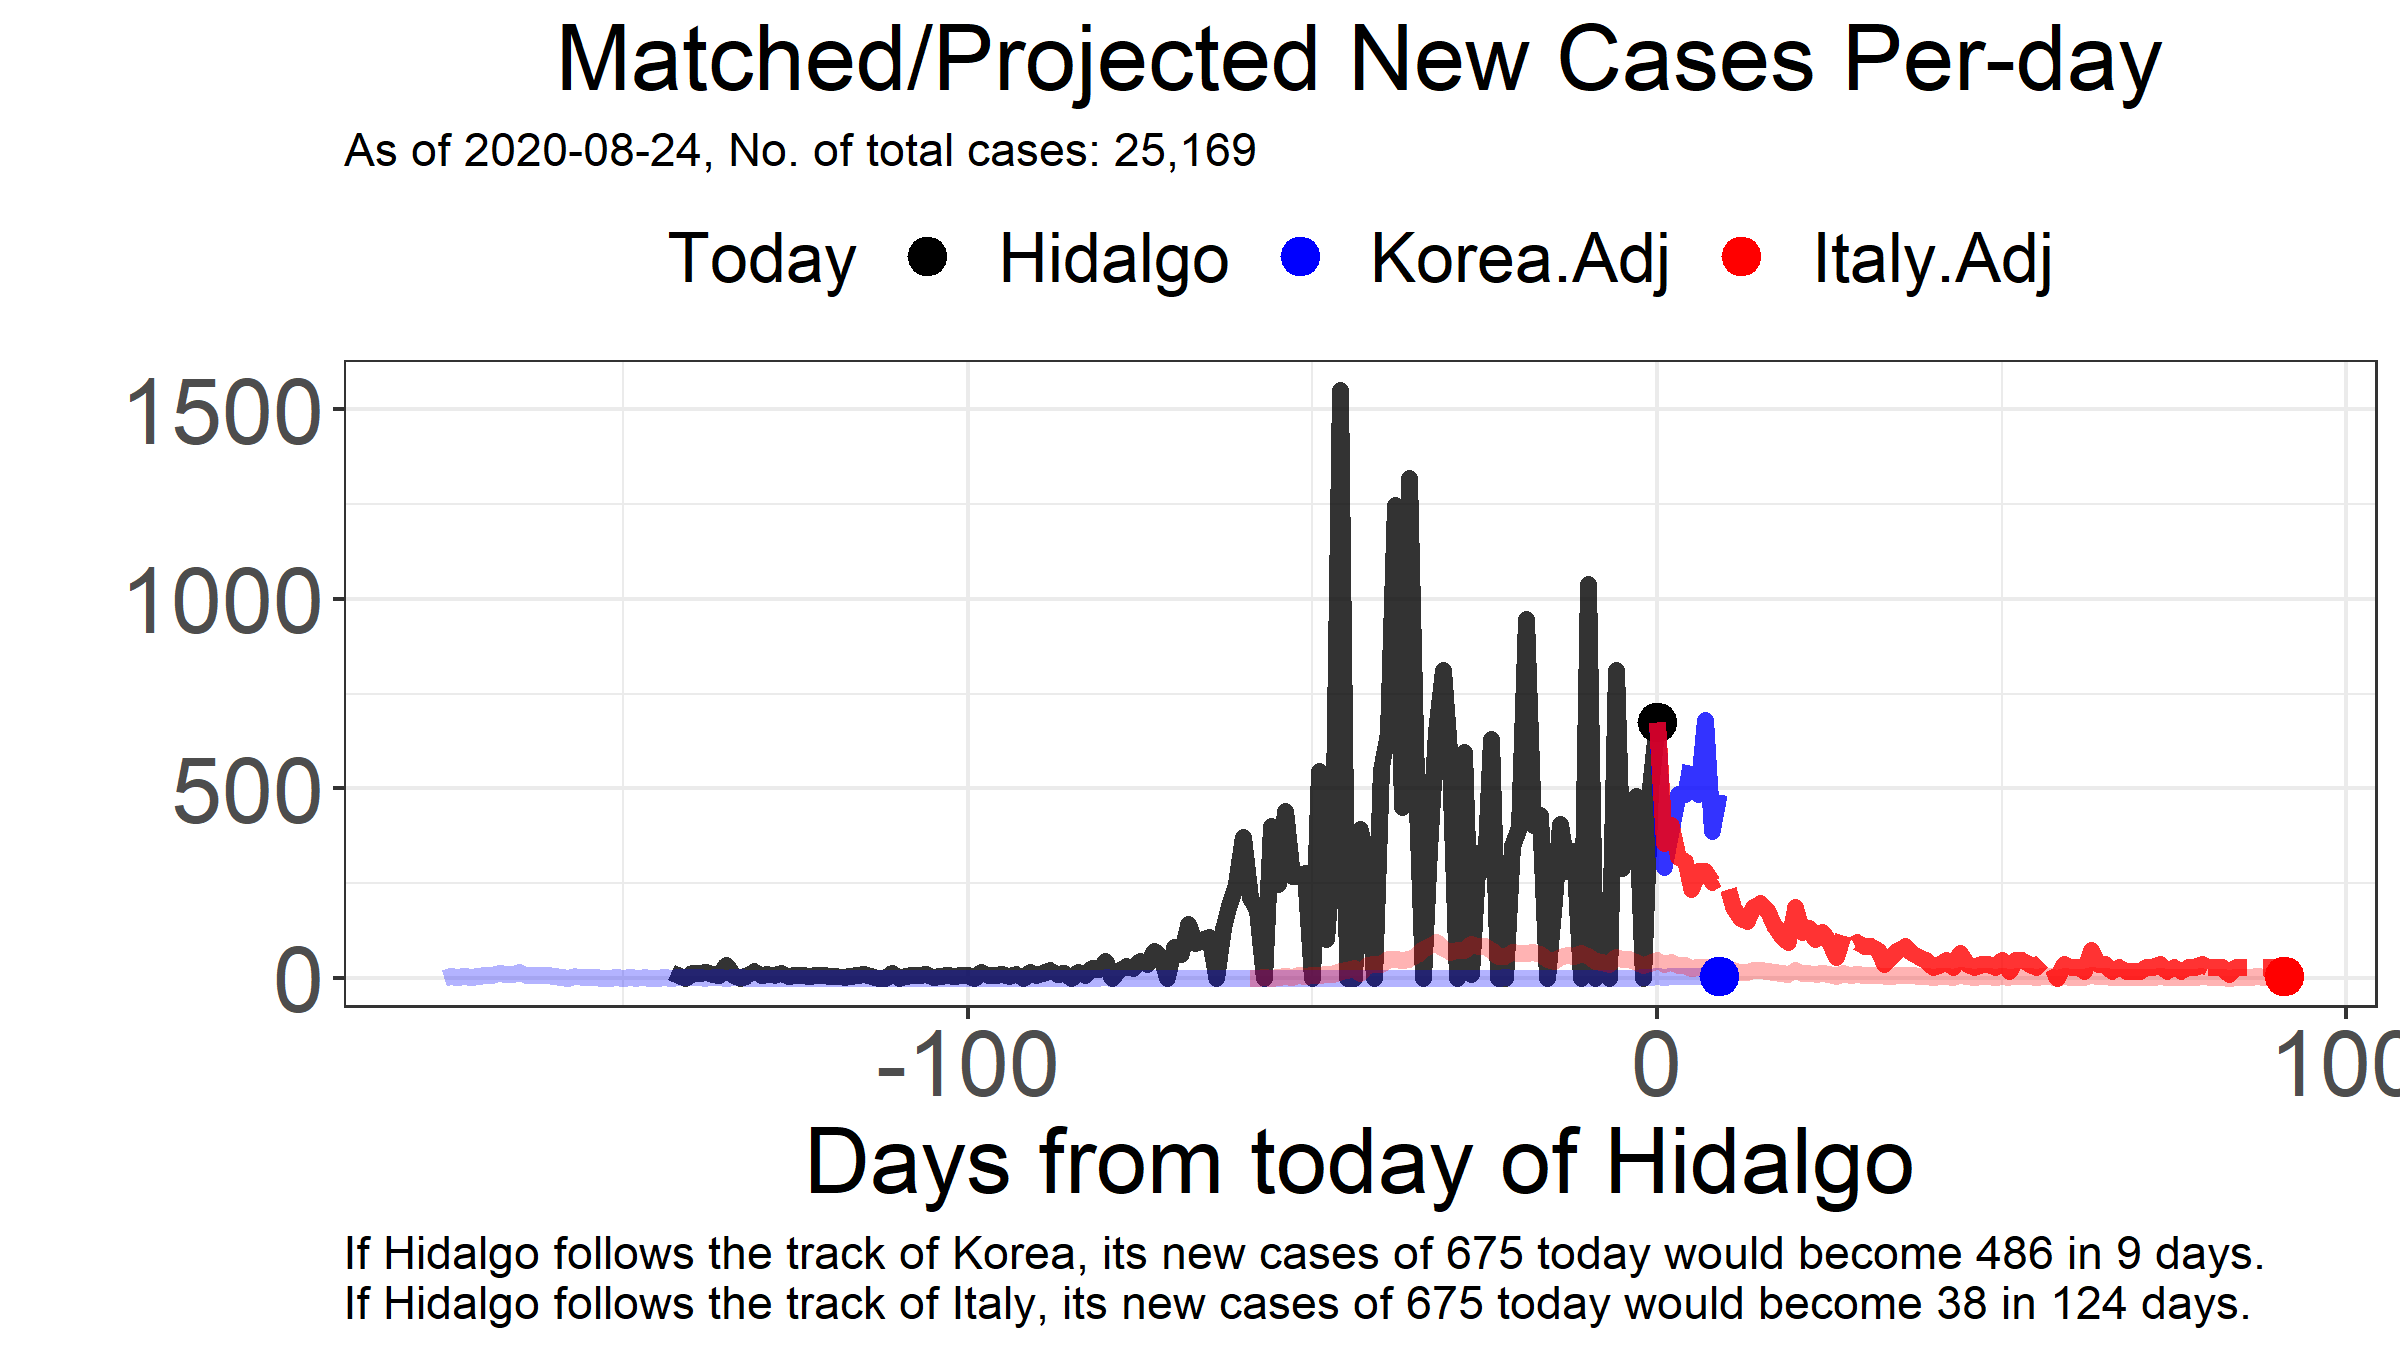 Matched/Projected New Cases Per-day
As of 2020-08-24, No. of total cases: 25,169
Today Hidalgo Korea.Adj Italy.Adj
1500
1000
500
0
-100 0 100
Days from today of Hidalgo
If Hidalgo follows the track of Korea, its new cases of 675 today would become 486 in 9 days.
If Hidalgo follows the track of Italy, its new cases of 675 today would become 38 in 124 days.